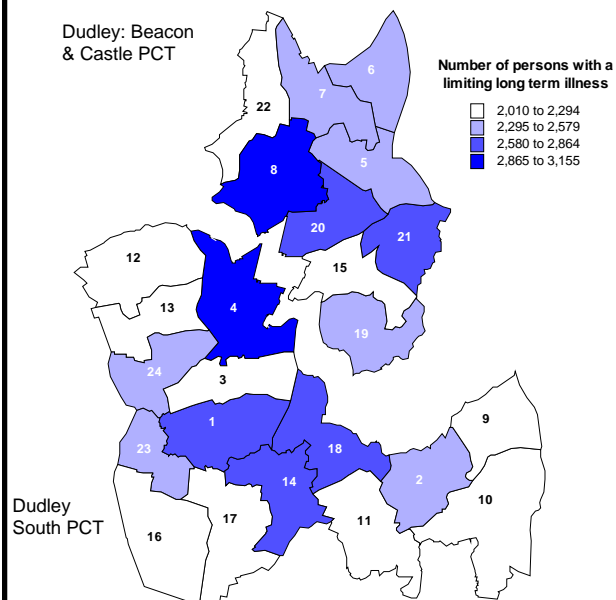 Dudley: Beacon
& Castle PCT
Number of persons with a
limiting long term illness
2,010 to 2,294
2,295 to 2,579
2,580 to 2,864
2,865 to 3,155
6
7
22
5
8
20
21
12
15
13
4
19
24
3
1
9
23
18
2
14
10
Dudley
South PCT
17
11
16